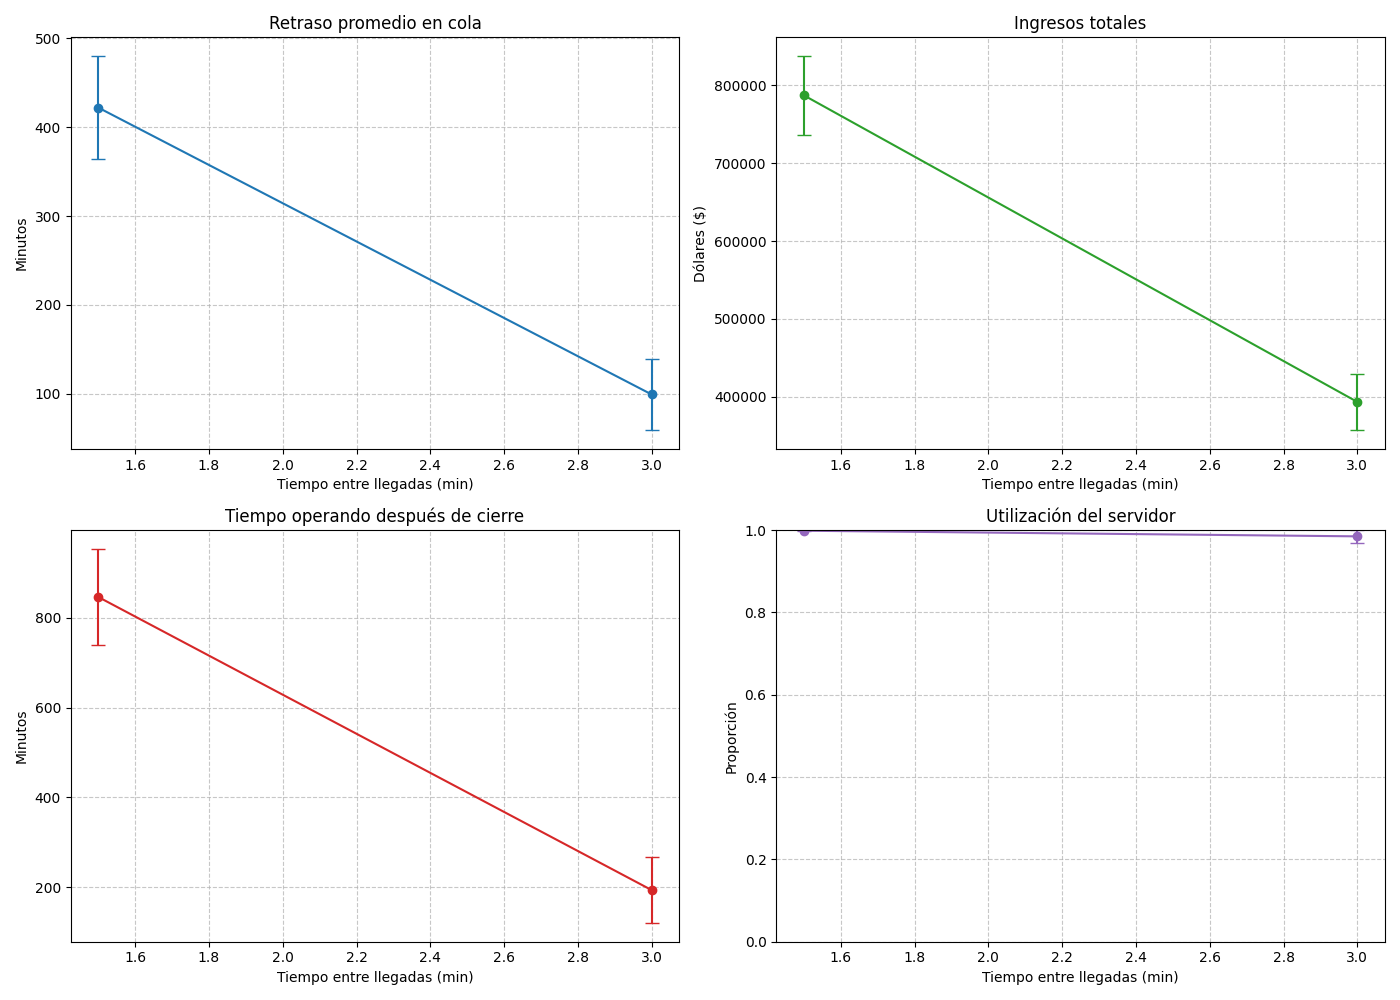 Retraso promedio en cola
500
400
300
200
100
Minutos
1.6 1.8 2.0 2.2 2.4 2.6 2.8 3.0
Tiempo entre llegadas (min)
Ingresos totales
800000
700000
600000
500000
400000
Dólares ($)
1.6 1.8 2.0 2.2 2.4 2.6 2.8 3.0
Tiempo entre llegadas (min)
Tiempo operando después de cierre
800
600
400
200
Minutos
1.6 1.8 2.0 2.2 2.4 2.6 2.8 3.0
Tiempo entre llegadas (min)
Utilización del servidor
1.0
0.8
0.6
0.4
0.2
0.0
Proporción
1.6 1.8 2.0 2.2 2.4 2.6 2.8 3.0
Tiempo entre llegadas (min)